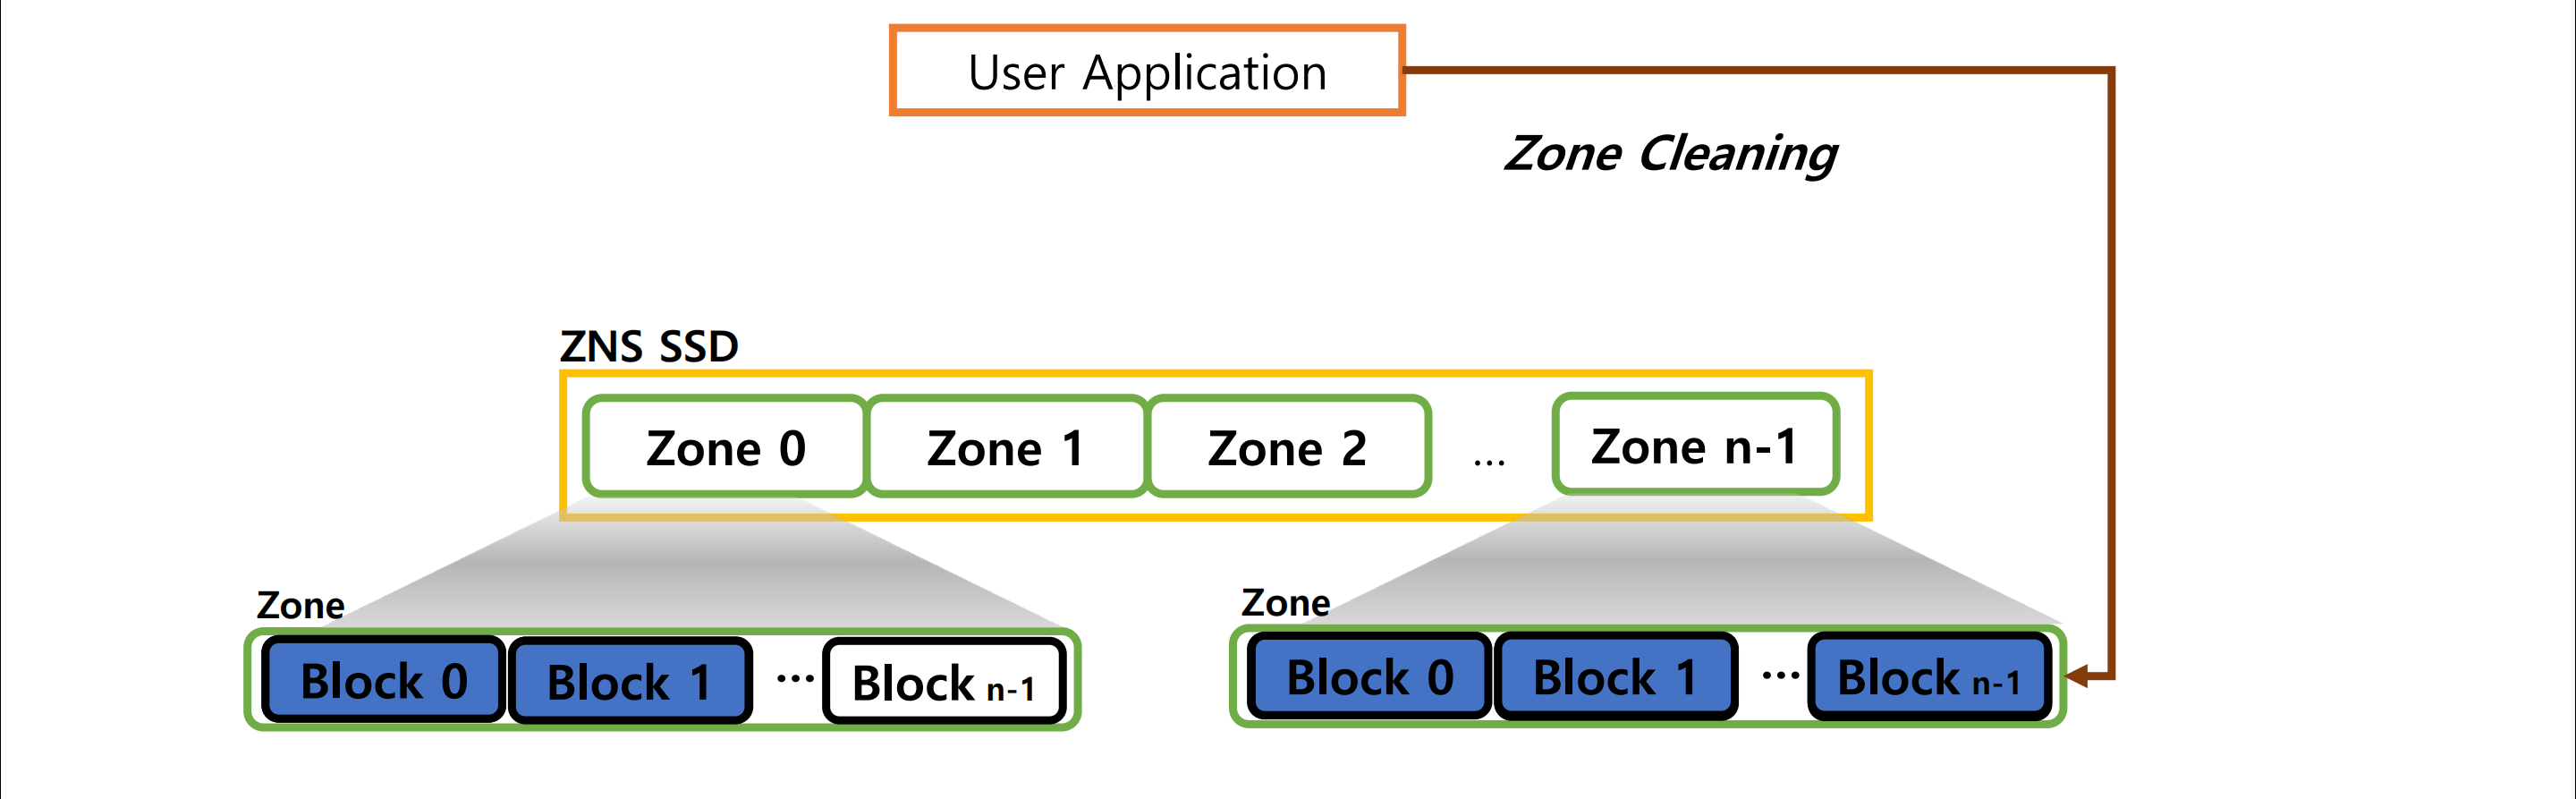 User Application
Zone Cleaning
ZNS SSD
Zone 0 Zone 1 Zone 2 ... Zone n-1
Zone
Block 0 Block 1 ... Block n-1
Zone
Block 0 Block 1 ... Block n-1